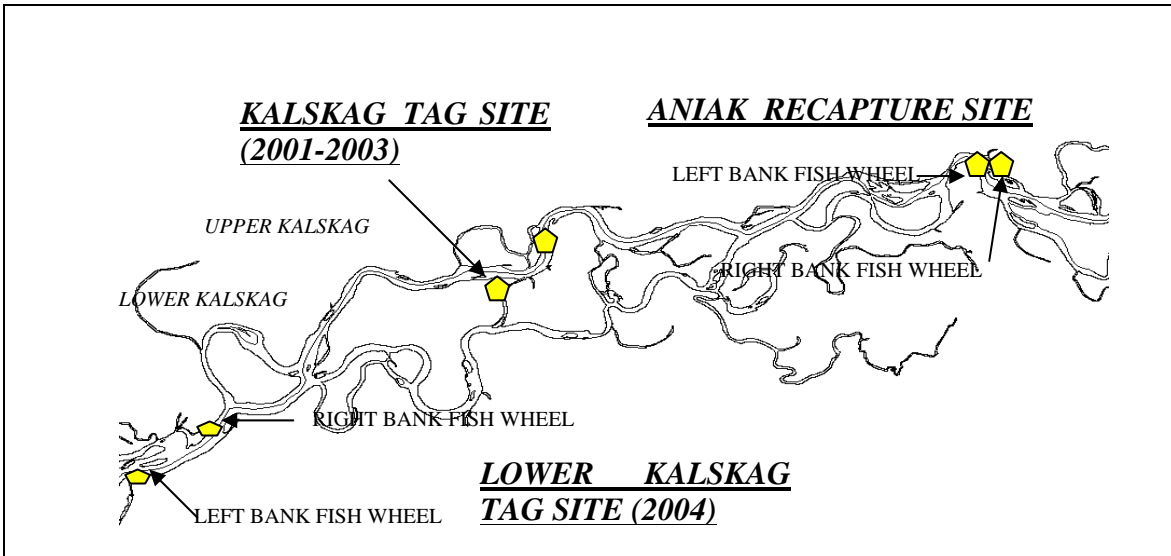 KALSKAG TAG SITE
(2001-2003)
ANIAK RECAPTURE SITE
LEFT BANK FISH WHEEL
UPPER KALSKAG
RIGHT BANK FISH WHEEL
LOWER KALSKAG
RIGHT BANK FISH WHEEL
LOWER KALSKAG
TAG SITE (2004)
LEFT BANK FISH WHEEL